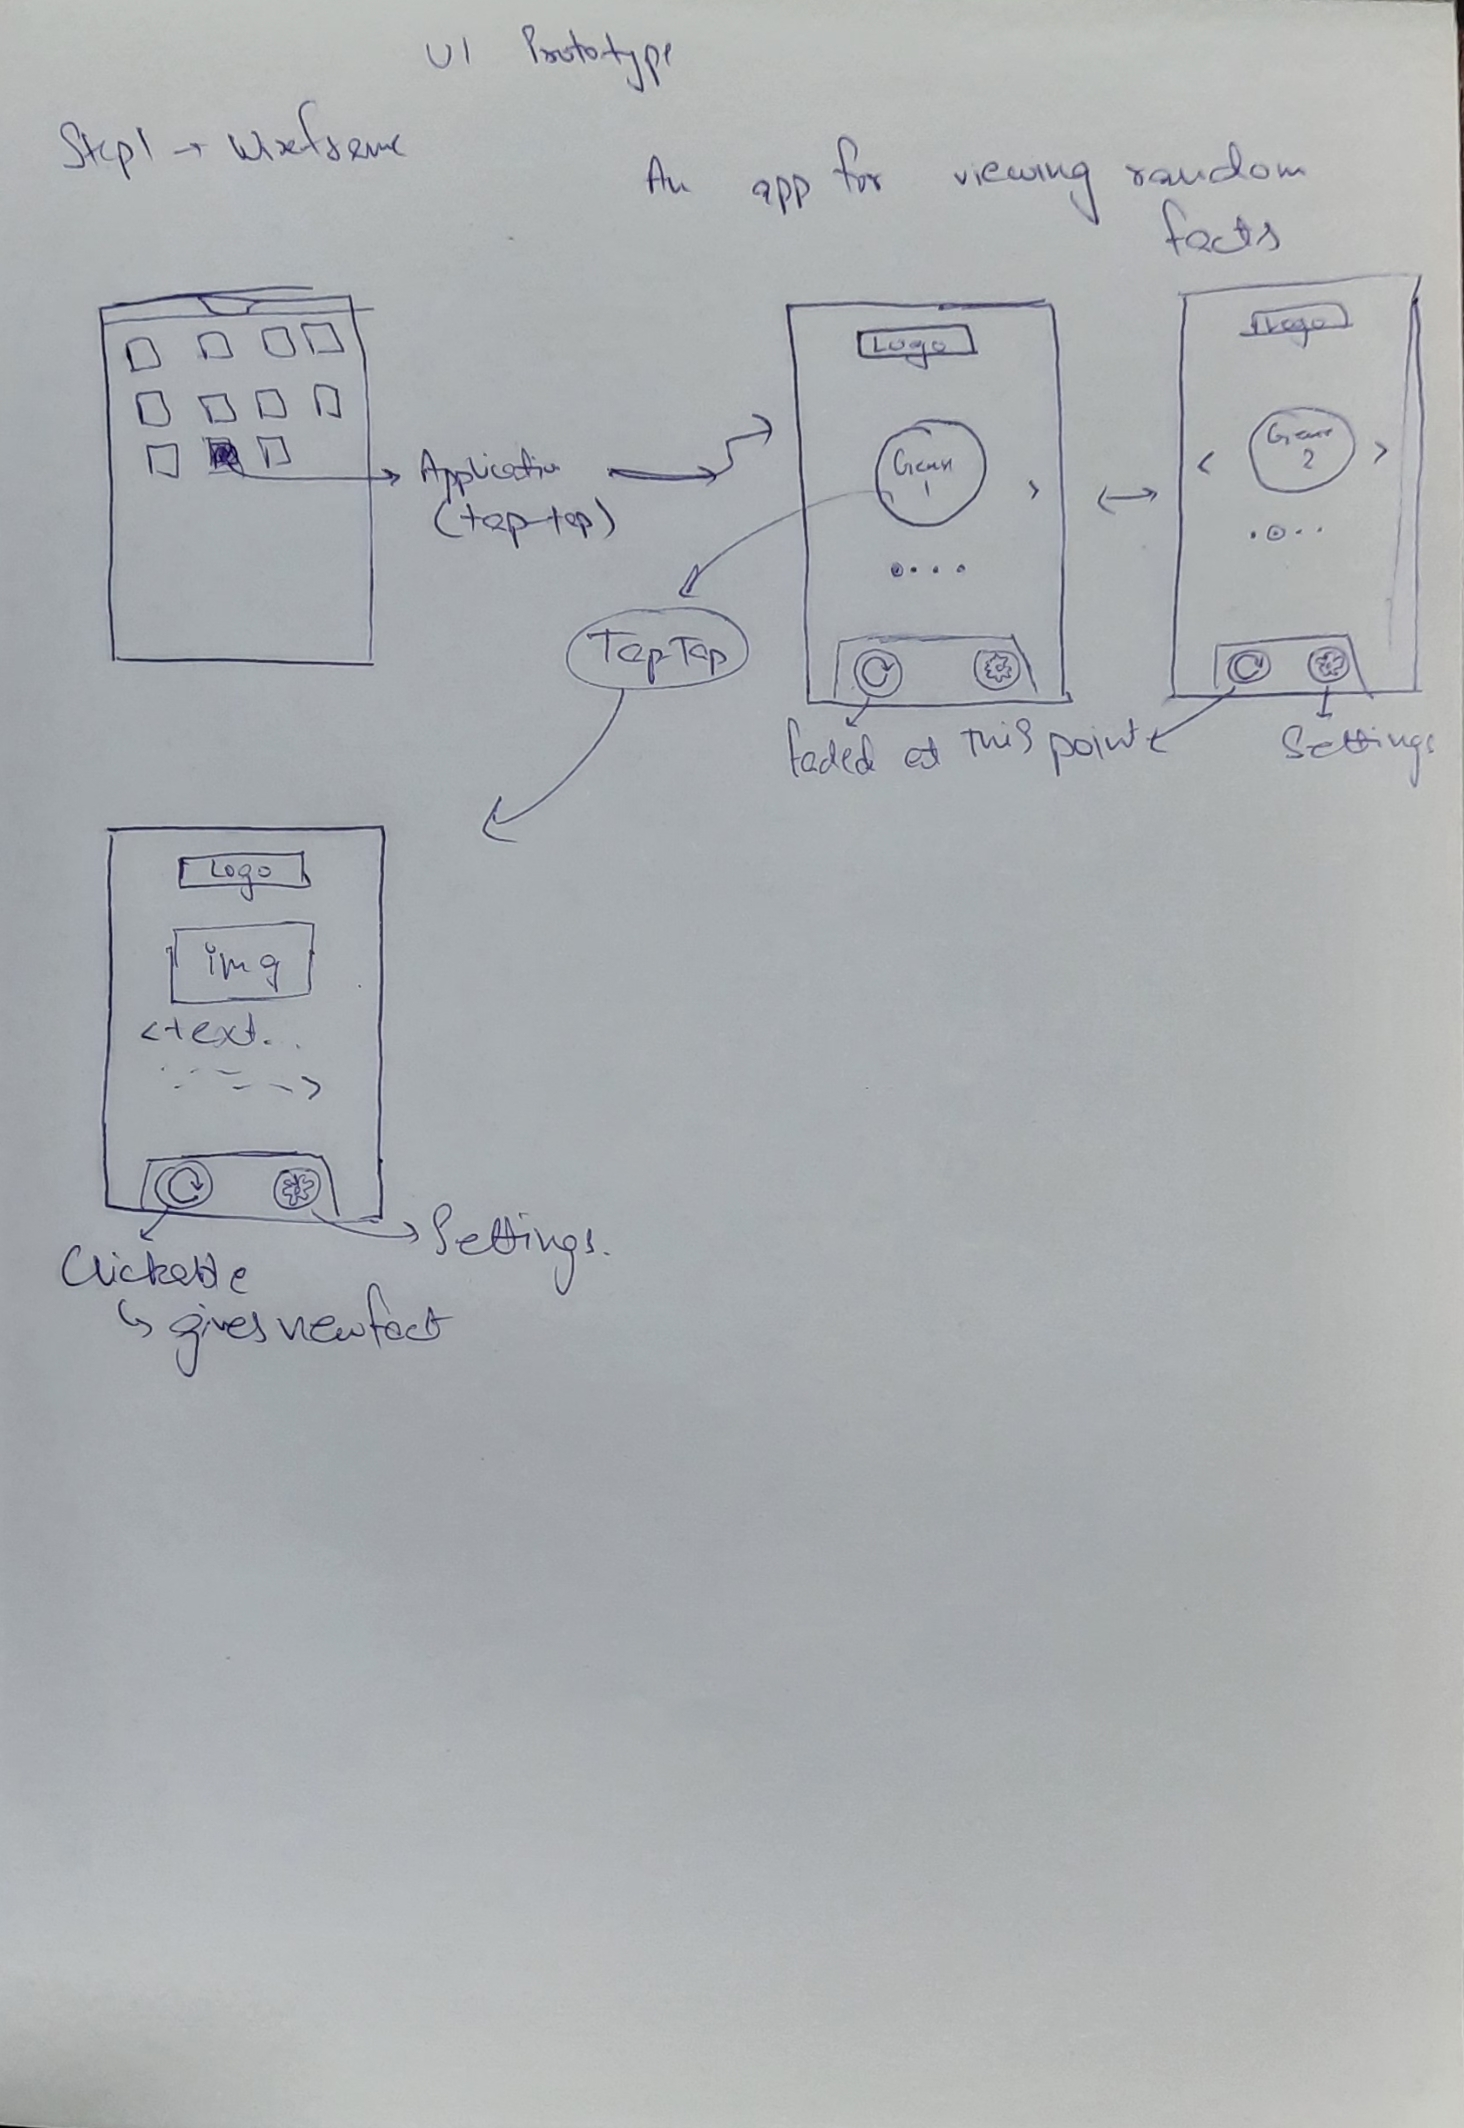 UI Prototype
Step1 → Wireframe
An app for viewing random
facts
Application
(tap-tap)
Logo
Genre
1
>
Logo
<
Genre
2
>
Tap Tap
faded at this point
Settings
Logo
img
<text...
>
Clickable
↳ gives new fact
Settings.